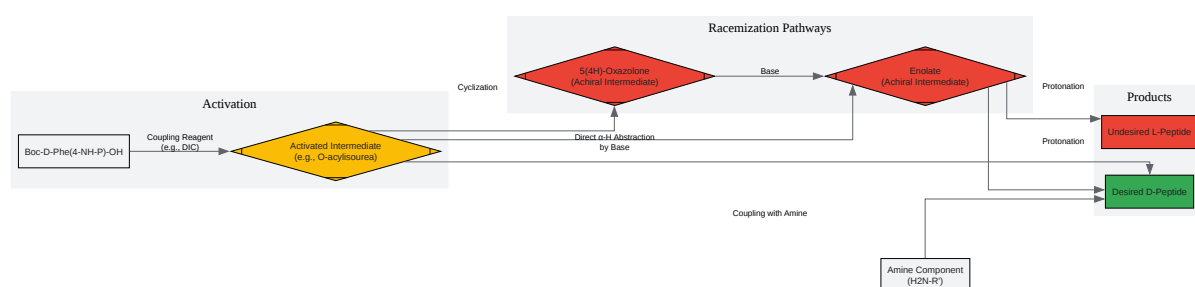 Racemization Pathways
5(4H)-Oxazolone
(Achiral Intermediate)
Base
Enolate
(Achiral Intermediate)
Cyclization
Protonation
Activation
Products
Boc-D-Phe(4-NH-P)-OH
Coupling Reagent
(e.g., DIC)
Activated Intermediate
(e.g., O-acylisourea)
Direct α-H Abstraction
by Base
Undesired L-Peptide
Protonation
Desired D-Peptide
Coupling with Amine
Amine Component
(H2N-R')